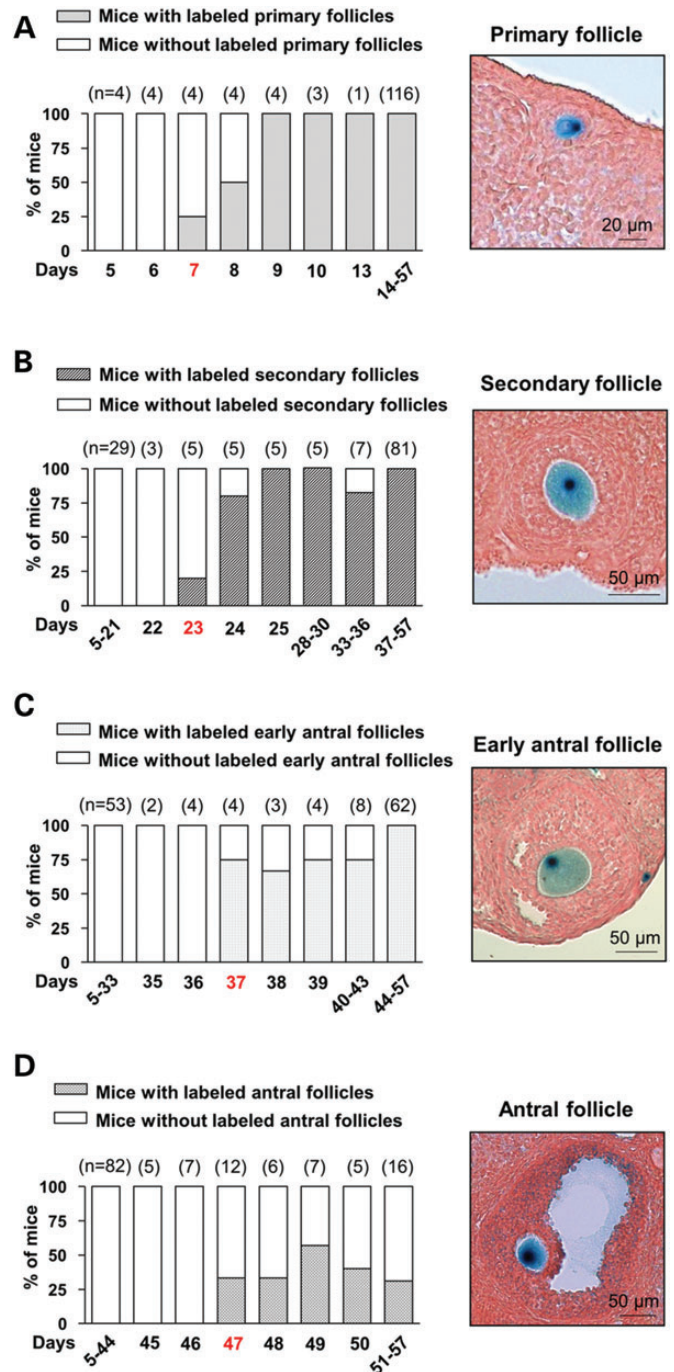 A
Mice with labeled primary follicles
Mice without labeled primary follicles
Primary follicle
(n=4) (4) (4) (4) (4) (3) (1) (116)
100
75
50
25
0
% of mice
Days 5 6 7 8 9 10 13 14-57
20 µm
B
Mice with labeled secondary follicles
Mice without labeled secondary follicles
Secondary follicle
(n=29) (3) (5) (5) (5) (5) (7) (81)
100
75
50
25
0
% of mice
Days 5-21 22 23 24 25 28-30 33-36 37-57
50 µm
C
Mice with labeled early antral follicles
Mice without labeled early antral follicles
Early antral follicle
(n=53) (2) (4) (4) (3) (4) (8) (62)
100
75
50
25
0
% of mice
Days 5-33 35 36 37 38 39 40-43 44-57
50 µm
D
Mice with labeled antral follicles
Mice without labeled antral follicles
Antral follicle
(n=82) (5) (7) (12) (6) (7) (5) (16)
100
75
50
25
0
% of mice
Days 5-44 45 46 47 48 49 50 51-57
50 µm